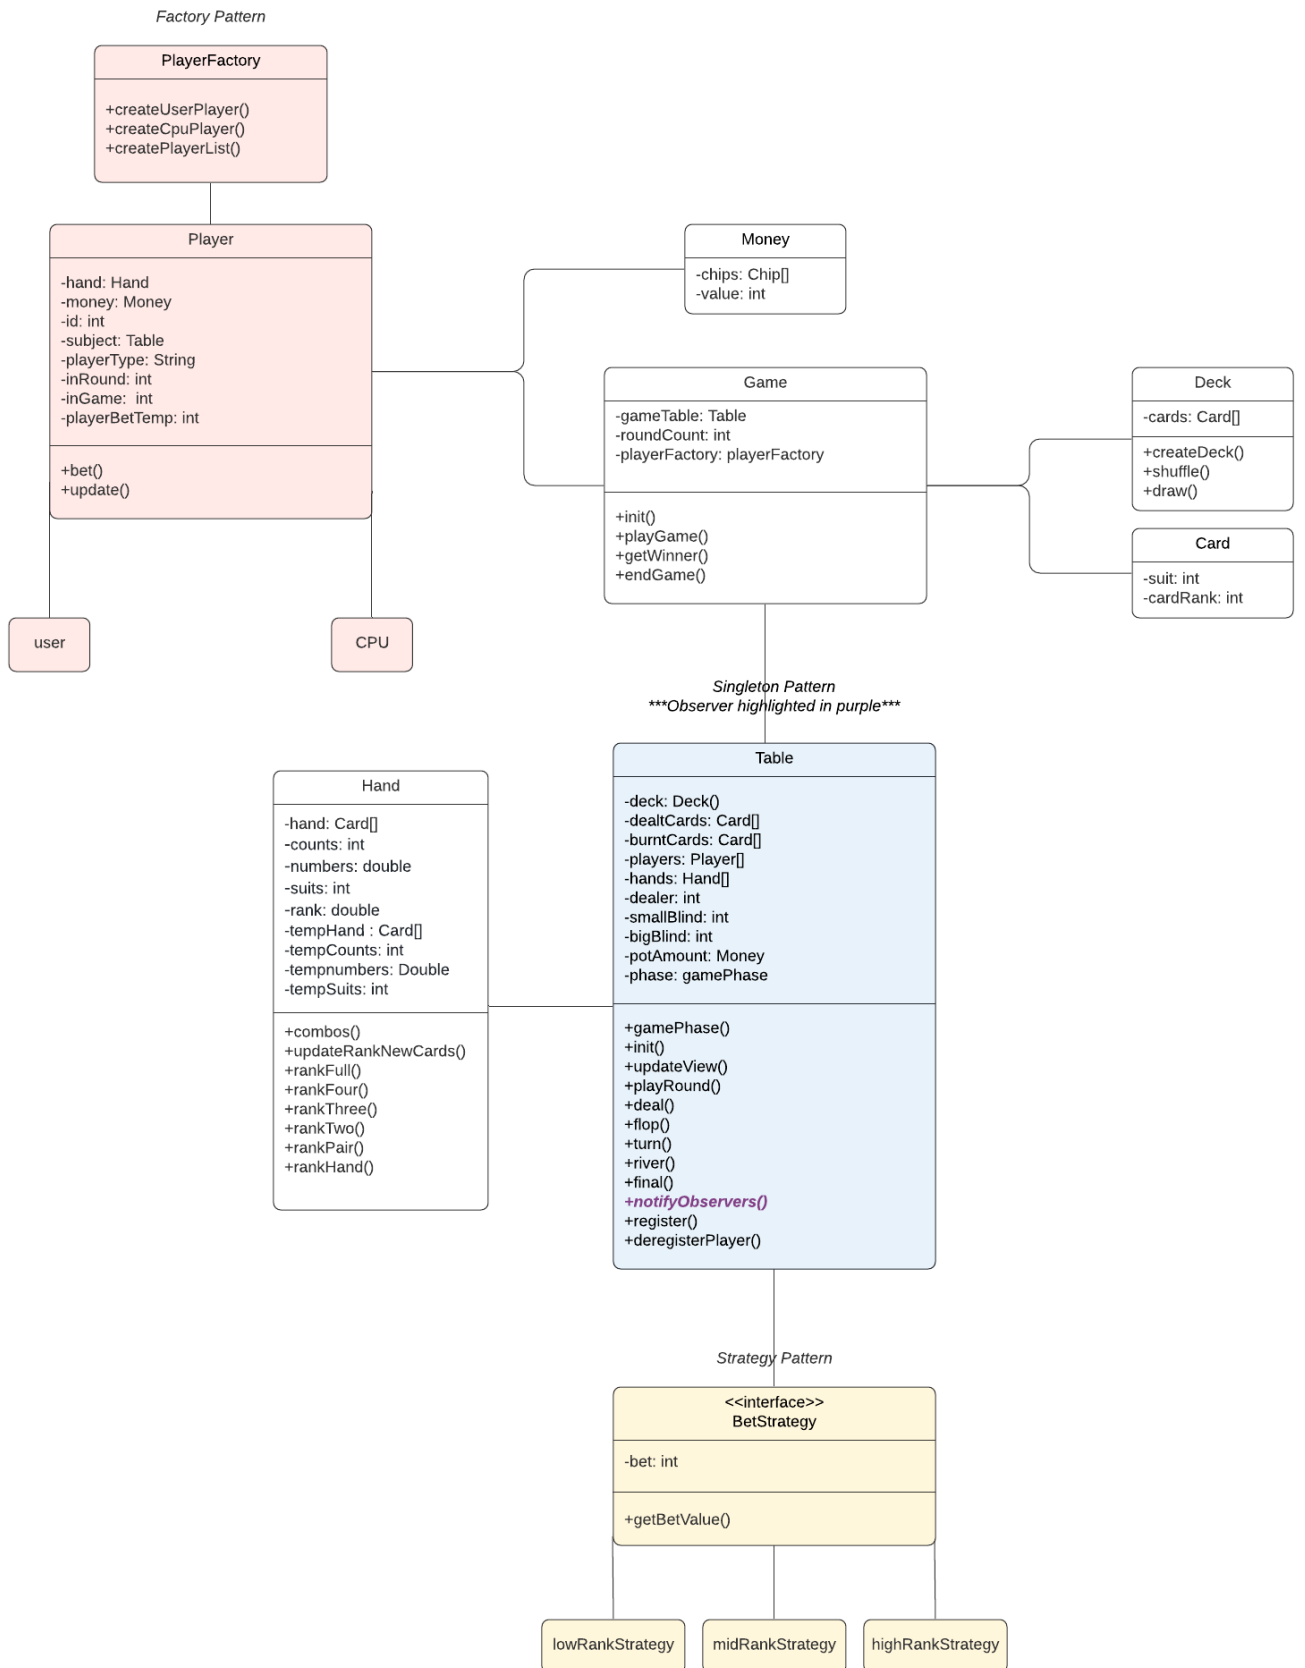 Factory Pattern
PlayerFactory
+createUserPlayer()
+createCpuPlayer()
+createPlayerList()
Player
-hand: Hand
-money: Money
-id: int
-subject: Table
-playerType: String
-inRound: int
-inGame:  int
-playerBetTemp: int
+bet()
+update()
user
CPU
Money
-chips: Chip[]
-value: int
Game
-gameTable: Table
-roundCount: int
-playerFactory: playerFactory
+init()
+playGame()
+getWinner()
+endGame()
Deck
-cards: Card[]
+createDeck()
+shuffle()
+draw()
Card
-suit: int
-cardRank: int
Singleton Pattern
***Observer highlighted in purple***
Hand
-hand: Card[]
-counts: int
-numbers: double
-suits: int
-rank: double
-tempHand : Card[]
-tempCounts: int
-tempnumbers: Double
-tempSuits: int
+combos()
+updateRankNewCards()
+rankFull()
+rankFour()
+rankThree()
+rankTwo()
+rankPair()
+rankHand()
Table
-deck: Deck()
-dealtCards: Card[]
-burntCards: Card[]
-players: Player[]
-hands: Hand[]
-dealer: int
-smallBlind: int
-bigBlind: int
-potAmount: Money
-phase: gamePhase
+gamePhase()
+init()
+updateView()
+playRound()
+deal()
+flop()
+turn()
+river()
+final()
+notifyObservers()
+register()
+deregisterPlayer()
Strategy Pattern
<<interface>>
BetStrategy
-bet: int
+getBetValue()
lowRankStrategy
midRankStrategy
highRankStrategy